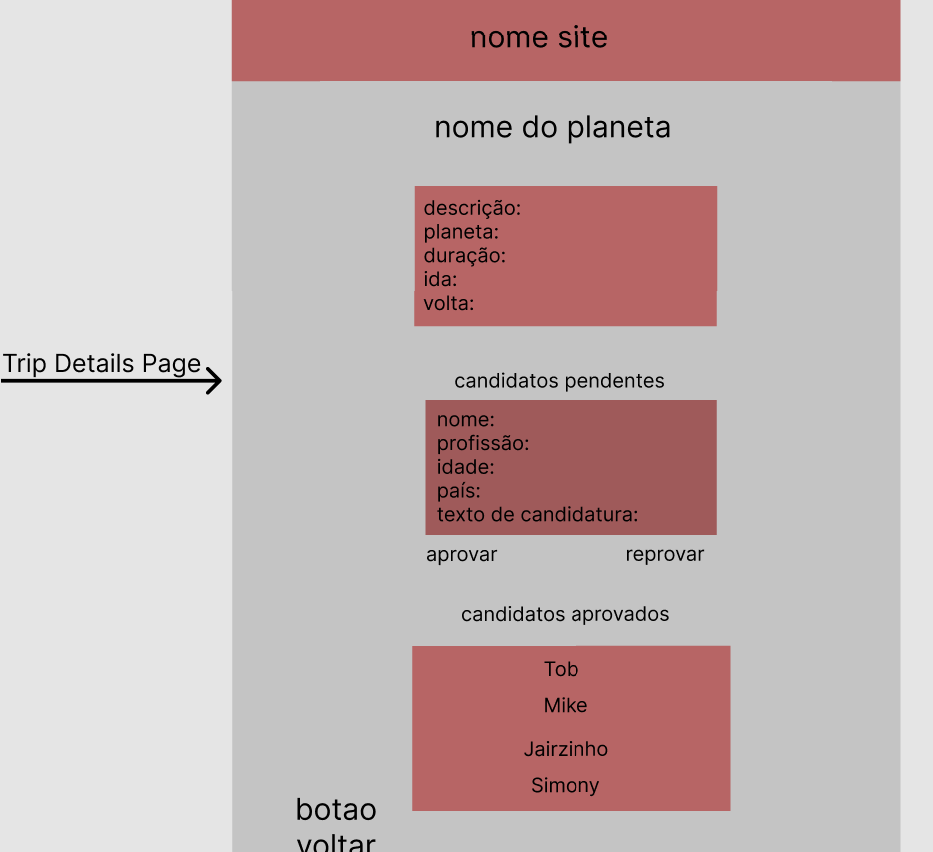 nome site
nome do planeta
descrição:
planeta:
duração:
ida:
volta:
Trip Details Page
candidatos pendentes
nome:
profissão:
idade:
país:
texto de candidatura:
aprovar reprovar
candidatos aprovados
Tob
Mike
Jairzinho
Simony
botao
voltar